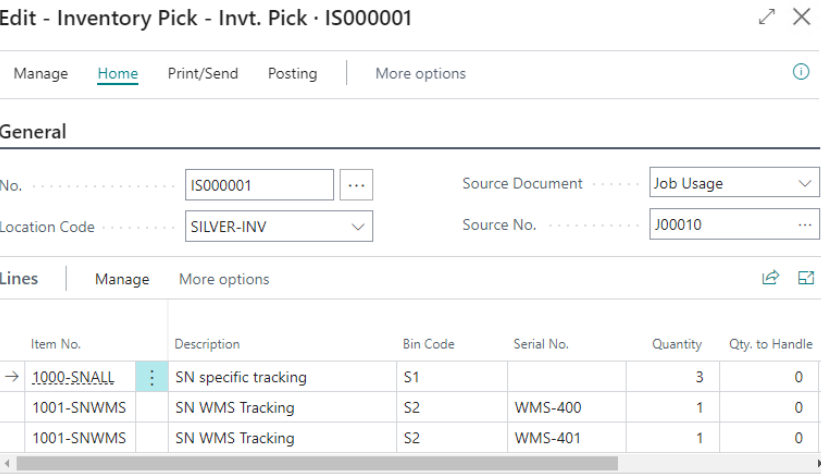 Edit - Inventory Pick - Invt. Pick · IS000001
Manage Home Print/Send Posting More options
General
No. IS000001 ...
Source Document Job Usage
Location Code SILVER-INV
Source No. J00010 ...
Lines Manage More options
Item No. Description Bin Code Serial No. Quantity Qty. to Handle
1000-SNALL SN specific tracking S1 3 0
1001-SNWMS SN WMS Tracking S2 WMS-400 1 0
1001-SNWMS SN WMS Tracking S2 WMS-401 1 0